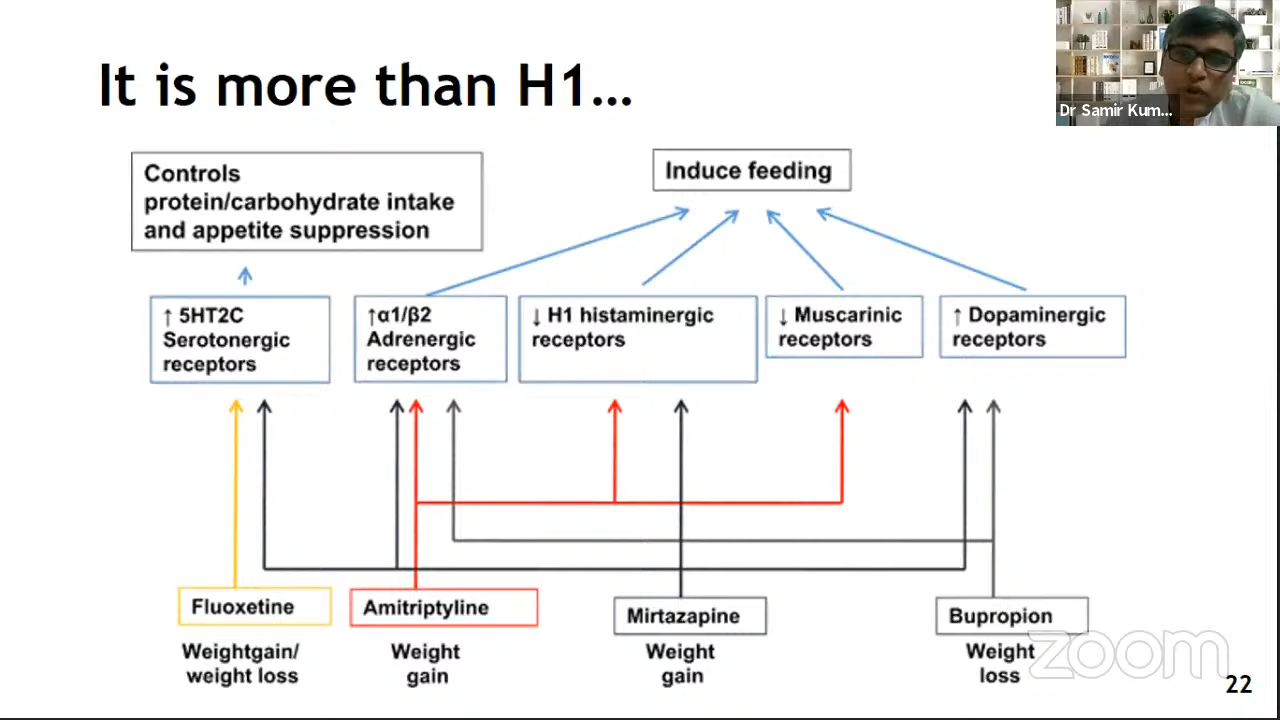 It is more than H1...
Dr Samir Kum...
Controls
protein/carbohydrate intake
and appetite suppression
Induce feeding
↑ 5HT2C
Serotonergic
receptors
↑α1/β2
Adrenergic
receptors
↓ H1 histaminergic
receptors
↓ Muscarinic
receptors
↑ Dopaminergic
receptors
Fluoxetine
Amitriptyline
Mirtazapine
Bupropion
Weightgain/
weight loss
Weight
gain
Weight
gain
Weight
loss
zoom
22